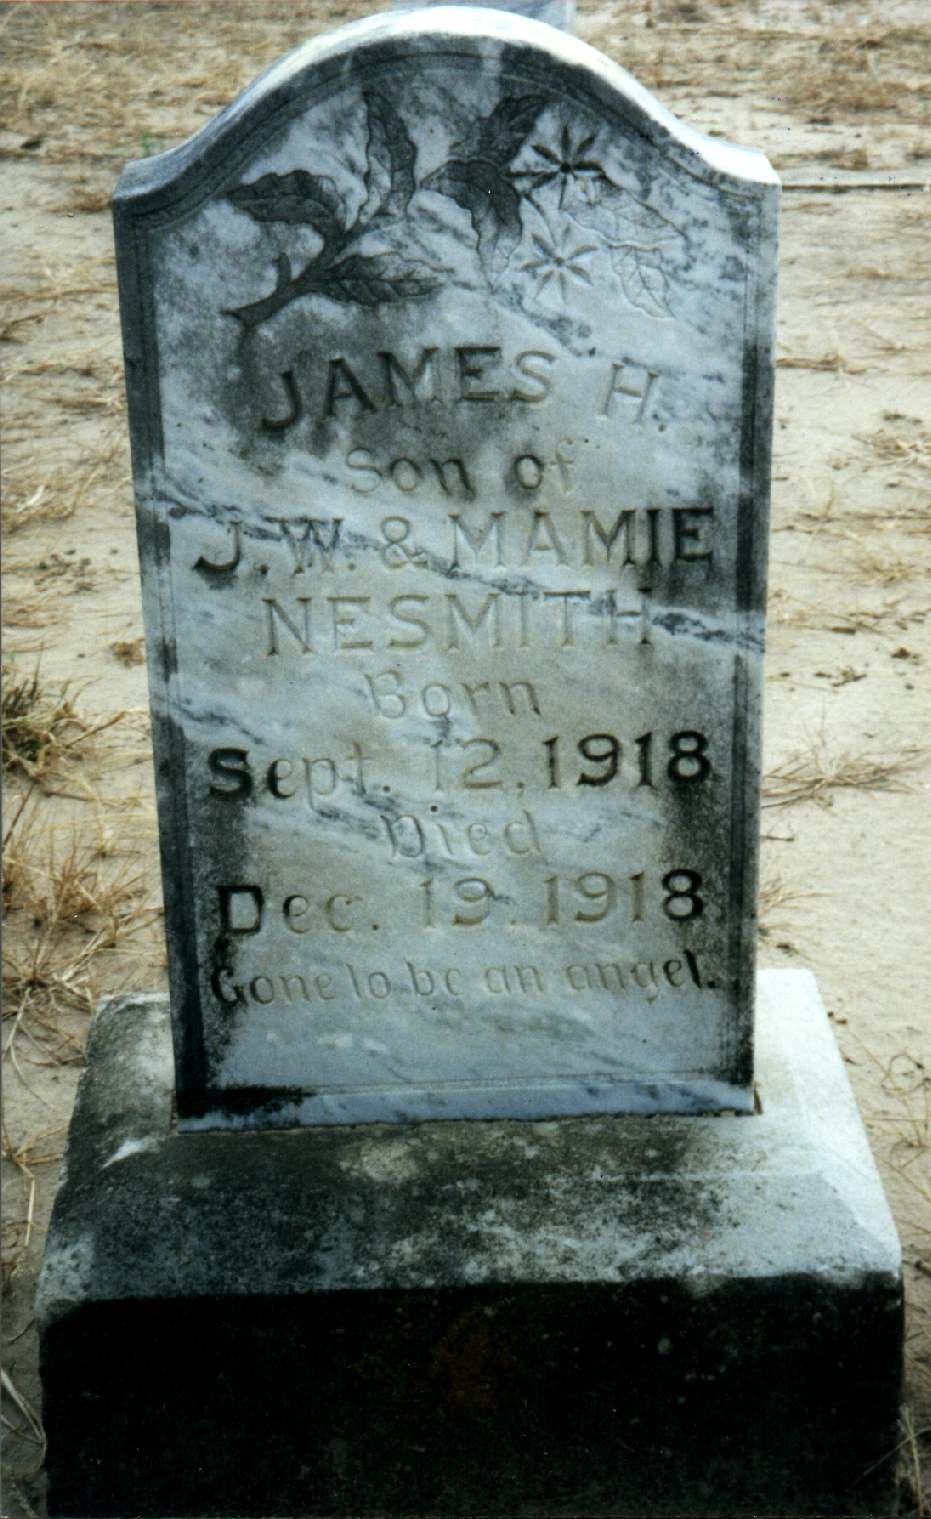 JAMES H.
Son of
J. W. & MAMIE
NESMITH
Born
Sept. 12, 1918
Died
Dec. 19, 1918
Gone to be an angel.